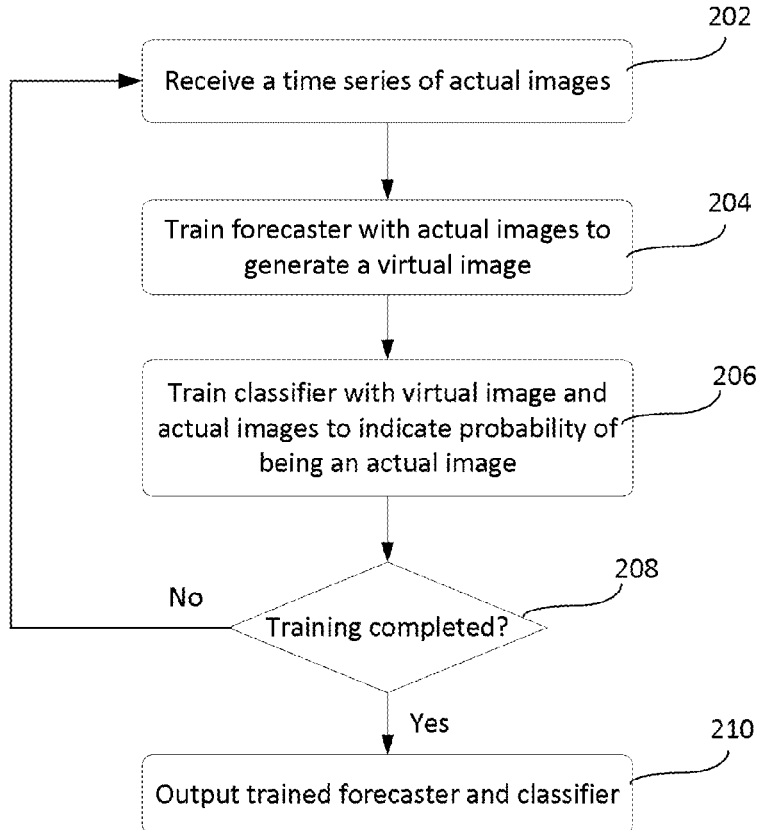 202
Receive a time series of actual images
204
Train forecaster with actual images to
generate a virtual image
206
Train classifier with virtual image and
actual images to indicate probability of
being an actual image
208
No
Training completed?
Yes
210
Output trained forecaster and classifier